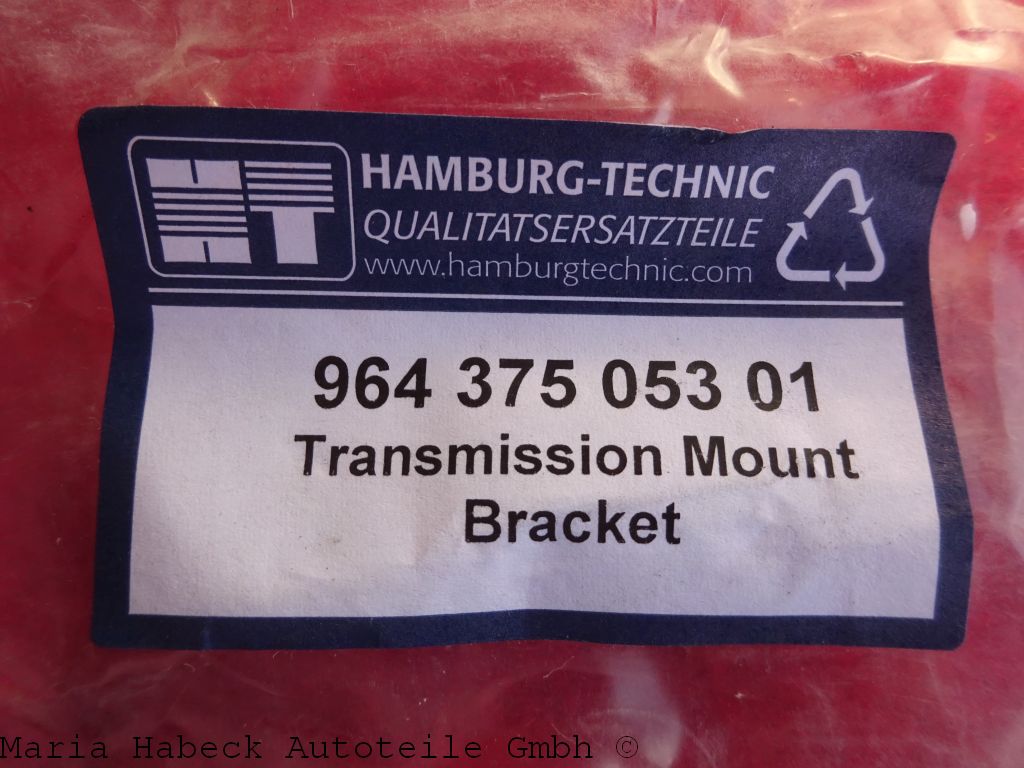 HT
HAMBURG-TECHNIC
QUALITATSERSATZTEILE
www.hamburgtechnic.com
964 375 053 01
Transmission Mount
Bracket
Maria Habeck Autoteile Gmbh ©